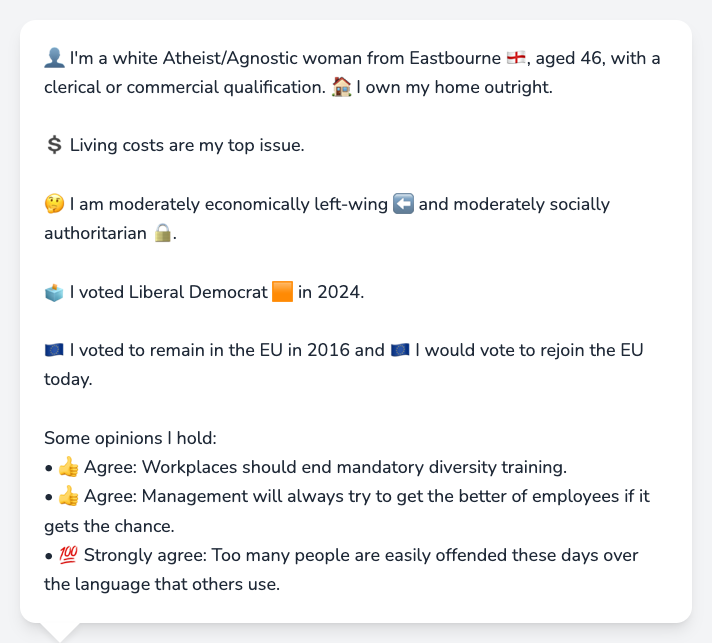 👤 I'm a white Atheist/Agnostic woman from Eastbourne 🏴󠁧󠁢󠁥󠁮󠁧󠁿, aged 46, with a
clerical or commercial qualification. 🏠 I own my home outright.
💲 Living costs are my top issue.
🤔 I am moderately economically left-wing ⬅️ and moderately socially
authoritarian 🔒.
🗳️ I voted Liberal Democrat 🟧 in 2024.
🇪🇺 I voted to remain in the EU in 2016 and 🇪🇺 I would vote to rejoin the EU
today.
Some opinions I hold:
• 👍 Agree: Workplaces should end mandatory diversity training.
• 👍 Agree: Management will always try to get the better of employees if it
gets the chance.
• 💯 Strongly agree: Too many people are easily offended these days over
the language that others use.